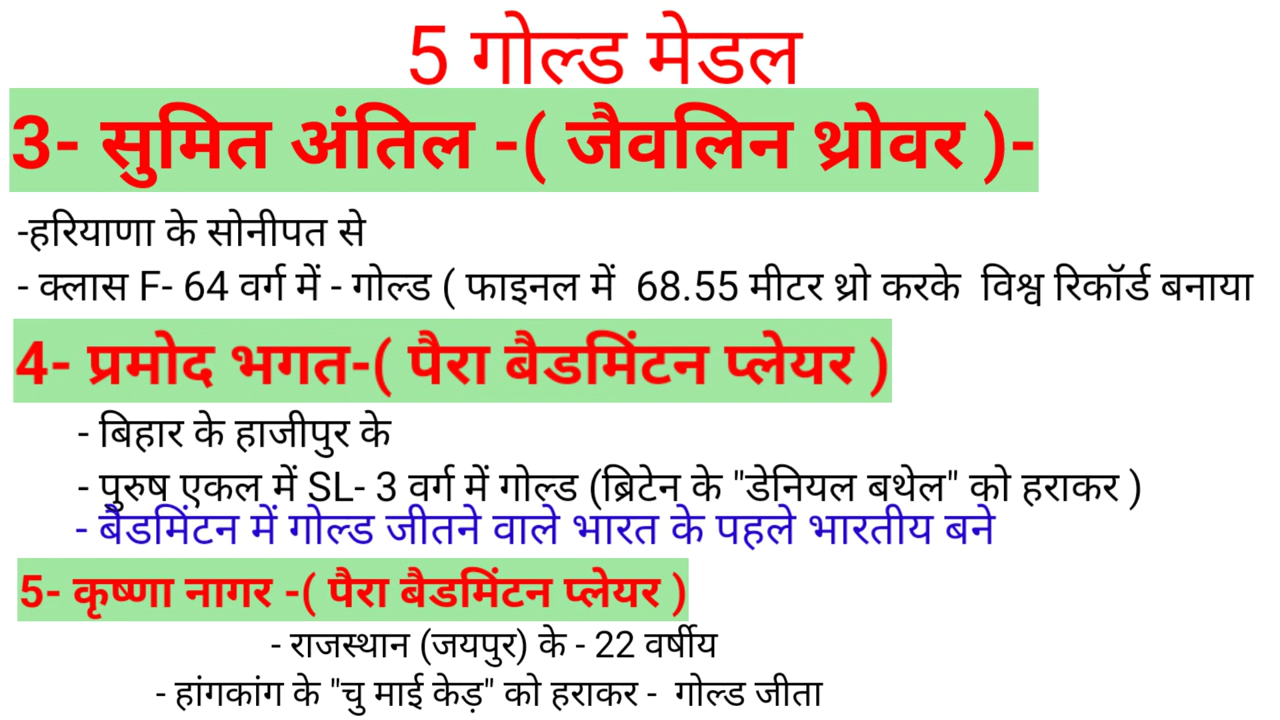 5 गोल्ड मेडल
3- सुमित अंतिल -( जैवलिन थ्रोवर )-
-हरियाणा के सोनीपत से
- क्लास F- 64 वर्ग में - गोल्ड ( फाइनल में 68.55 मीटर थ्रो करके विश्व रिकॉर्ड बनाया
4- प्रमोद भगत-( पैरा बैडमिंटन प्लेयर )
- बिहार के हाजीपुर के
- पुरुष एकल में SL- 3 वर्ग में गोल्ड (ब्रिटेन के "डेनियल बथेल" को हराकर )
- बैडमिंटन में गोल्ड जीतने वाले भारत के पहले भारतीय बने
5- कृष्णा नागर -( पैरा बैडमिंटन प्लेयर )
- राजस्थान (जयपुर) के - 22 वर्षीय
- हांगकांग के "चु माई केड़" को हराकर - गोल्ड जीता